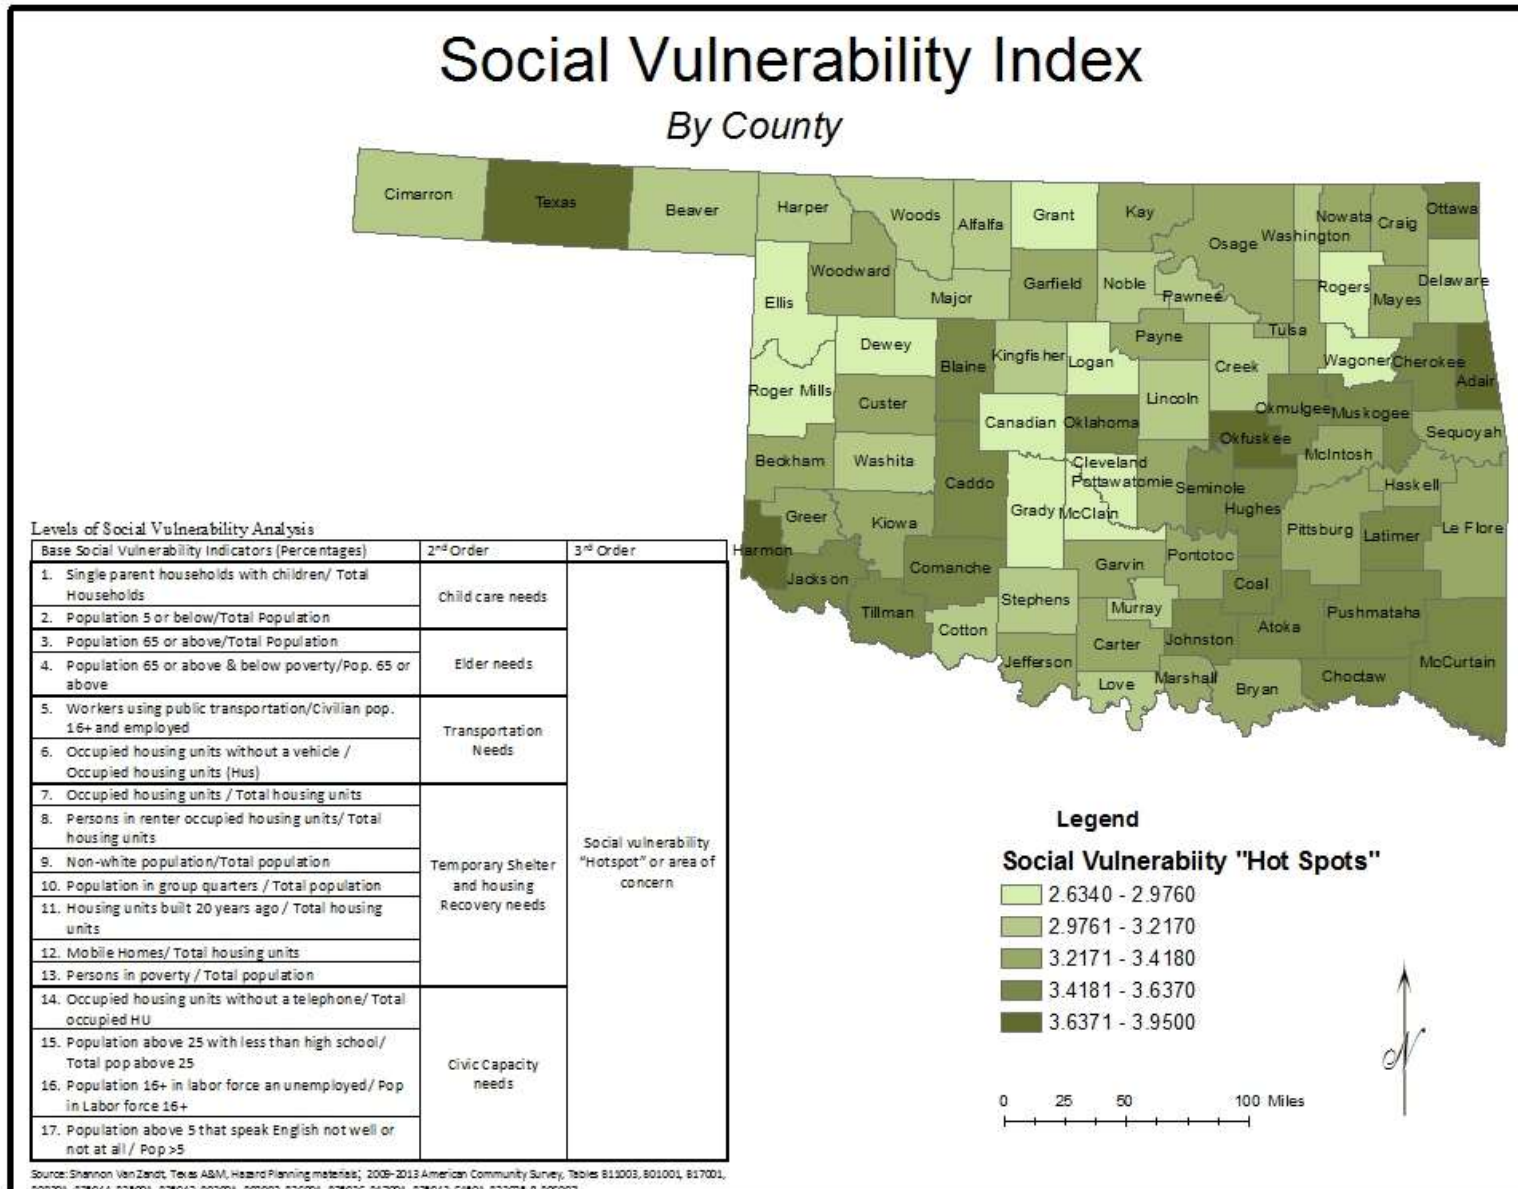 Social Vulnerability Index
By County
Cimarron
Texas
Beaver
Harper
Woods
Alfalfa
Grant
Kay
Osage
Washington
Nowata
Craig
Ottawa
Ellis
Woodward
Major
Garfield
Noble
Pawnee
Rogers
Mayes
Delaware
Dewey
Blaine
Kingfisher
Logan
Payne
Creek
Tulsa
Wagoner
Cherokee
Adair
Roger Mills
Custer
Canadian
Oklahoma
Lincoln
Okfuskee
Okmulgee
Muskogee
Sequoyah
Beckham
Washita
Caddo
Grady
Cleveland
Pottawatomie
McClain
Seminole
Hughes
McIntosh
Haskell
Pittsburg
Latimer
Le Flore
Harmon
Greer
Kiowa
Jackson
Comanche
Tillman
Cotton
Stephens
Garvin
Murray
Pontotoc
Coal
Carter
Johnston
Atoka
Pushmataha
McCurtain
Jefferson
Love
Marshall
Bryan
Choctaw
Levels of Social Vulnerability Analysis
Base Social Vulnerability Indicators (Percentages)
2nd Order
3rd Order
1. Single parent households with children/ Total
Households
2. Population 5 or below/Total Population
Child care needs
3. Population 65 or above/Total Population
4. Population 65 or above & below poverty/Pop. 65 or
above
Elder needs
5. Workers using public transportation/Civilian pop.
16+ and employed
6. Occupied housing units without a vehicle /
Occupied housing units (Hus)
Transportation
Needs
7. Occupied housing units / Total housing units
8. Persons in renter occupied housing units/ Total
housing units
9. Non-white population/Total population
10. Population in group quarters / Total population
11. Housing units built 20 years ago / Total housing
units
12. Mobile Homes/ Total housing units
13. Persons in poverty / Total population
Temporary Shelter
and housing
Recovery needs
14. Occupied housing units without a telephone/ Total
occupied HU
15. Population above 25 with less than high school/
Total pop above 25
16. Population 16+ in labor force an unemployed/ Pop
in Labor force 16+
17. Population above 5 that speak English not well or
not at all / Pop >5
Civic Capacity
needs
Social vulnerability
"Hotspot" or area of
concern
Source: Shannon Van Zandt, Texas A&M, Hazard Planning materials; 2009-2013 American Community Survey, Tables B11003, B01001, B17001,
Legend
Social Vulnerabiity "Hot Spots"
2.6340 - 2.9760
2.9761 - 3.2170
3.2171 - 3.4180
3.4181 - 3.6370
3.6371 - 3.9500
0 25 50 100 Miles
N